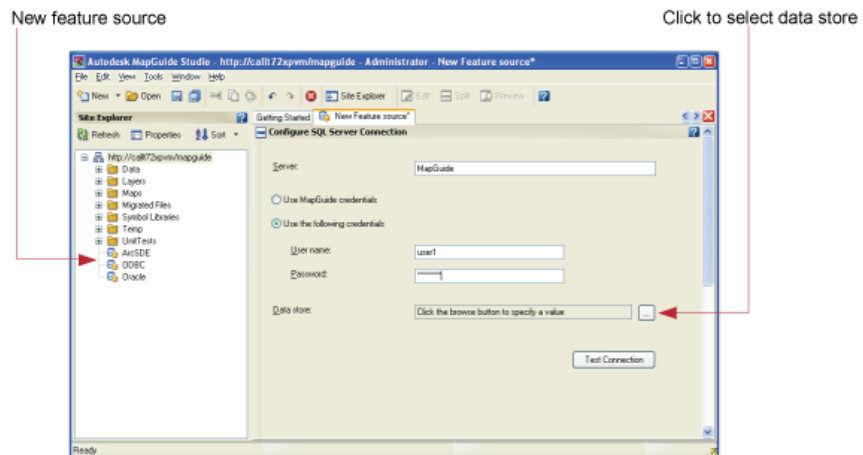 New feature source
Click to select data store
Autodesk MapGuide Studio - http://callt72xpvm/mapguide - Administrator - New Feature source*
File Edit View Tools Window Help
New Open Site Explorer Edit Split Preview
Site Explorer
Refresh Properties Sort
http://callt72xpvm/mapguide
Data
Layers
Maps
Migrated Files
Symbol Libraries
Temp
UnitTests
ArcSDE
ODBC
Oracle
Getting Started New Feature source*
Configure SQL Server Connection
Server: MapGuide
Use MapGuide credentials
Use the following credentials
User name: user1
Password:
Data store: Click the browse button to specify a value ...
Test Connection
Ready